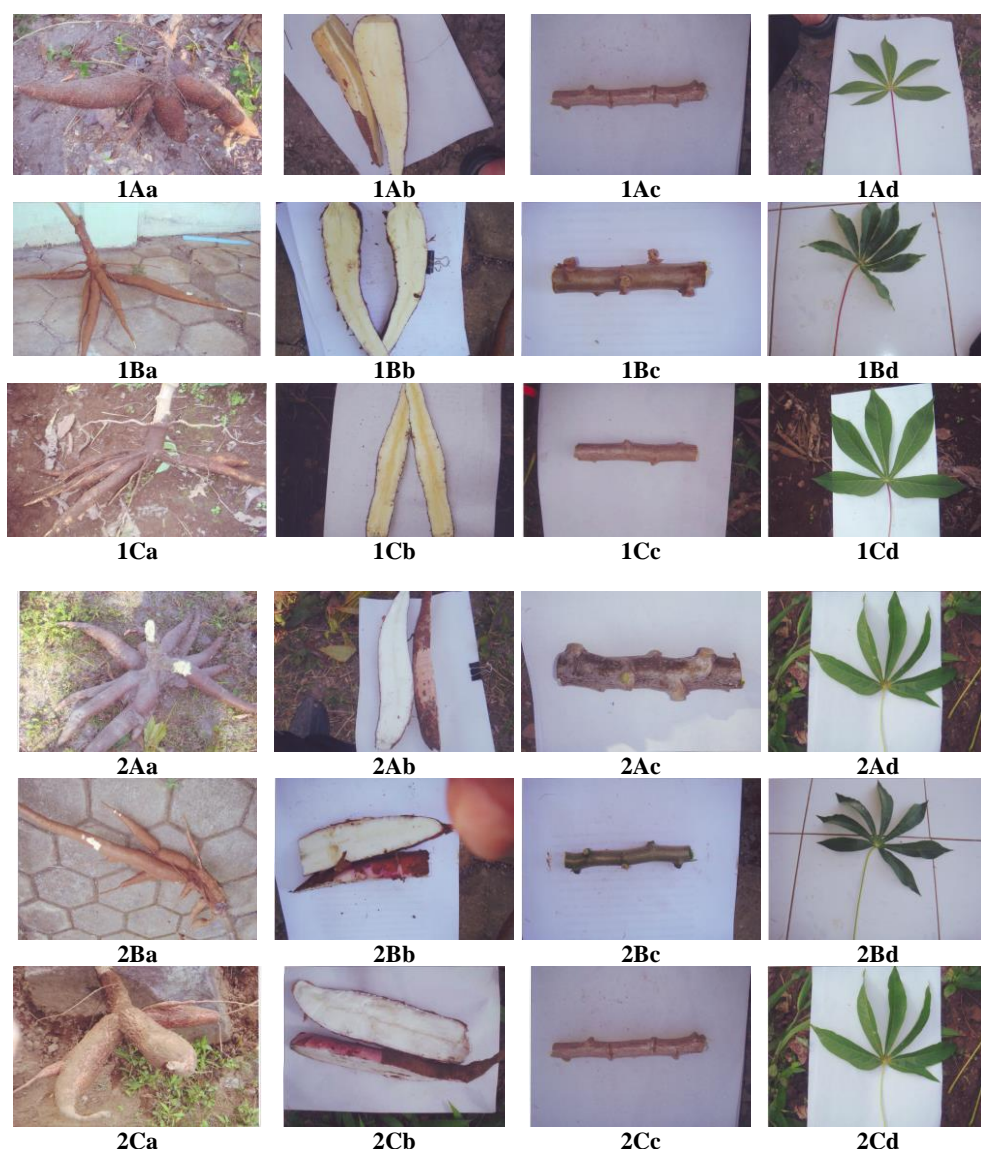 1Aa 1Ab 1Ac 1Ad
1Ba 1Bb 1Bc 1Bd
1Ca 1Cb 1Cc 1Cd
2Aa 2Ab 2Ac 2Ad
2Ba 2Bb 2Bc 2Bd
2Ca 2Cb 2Cc 2Cd